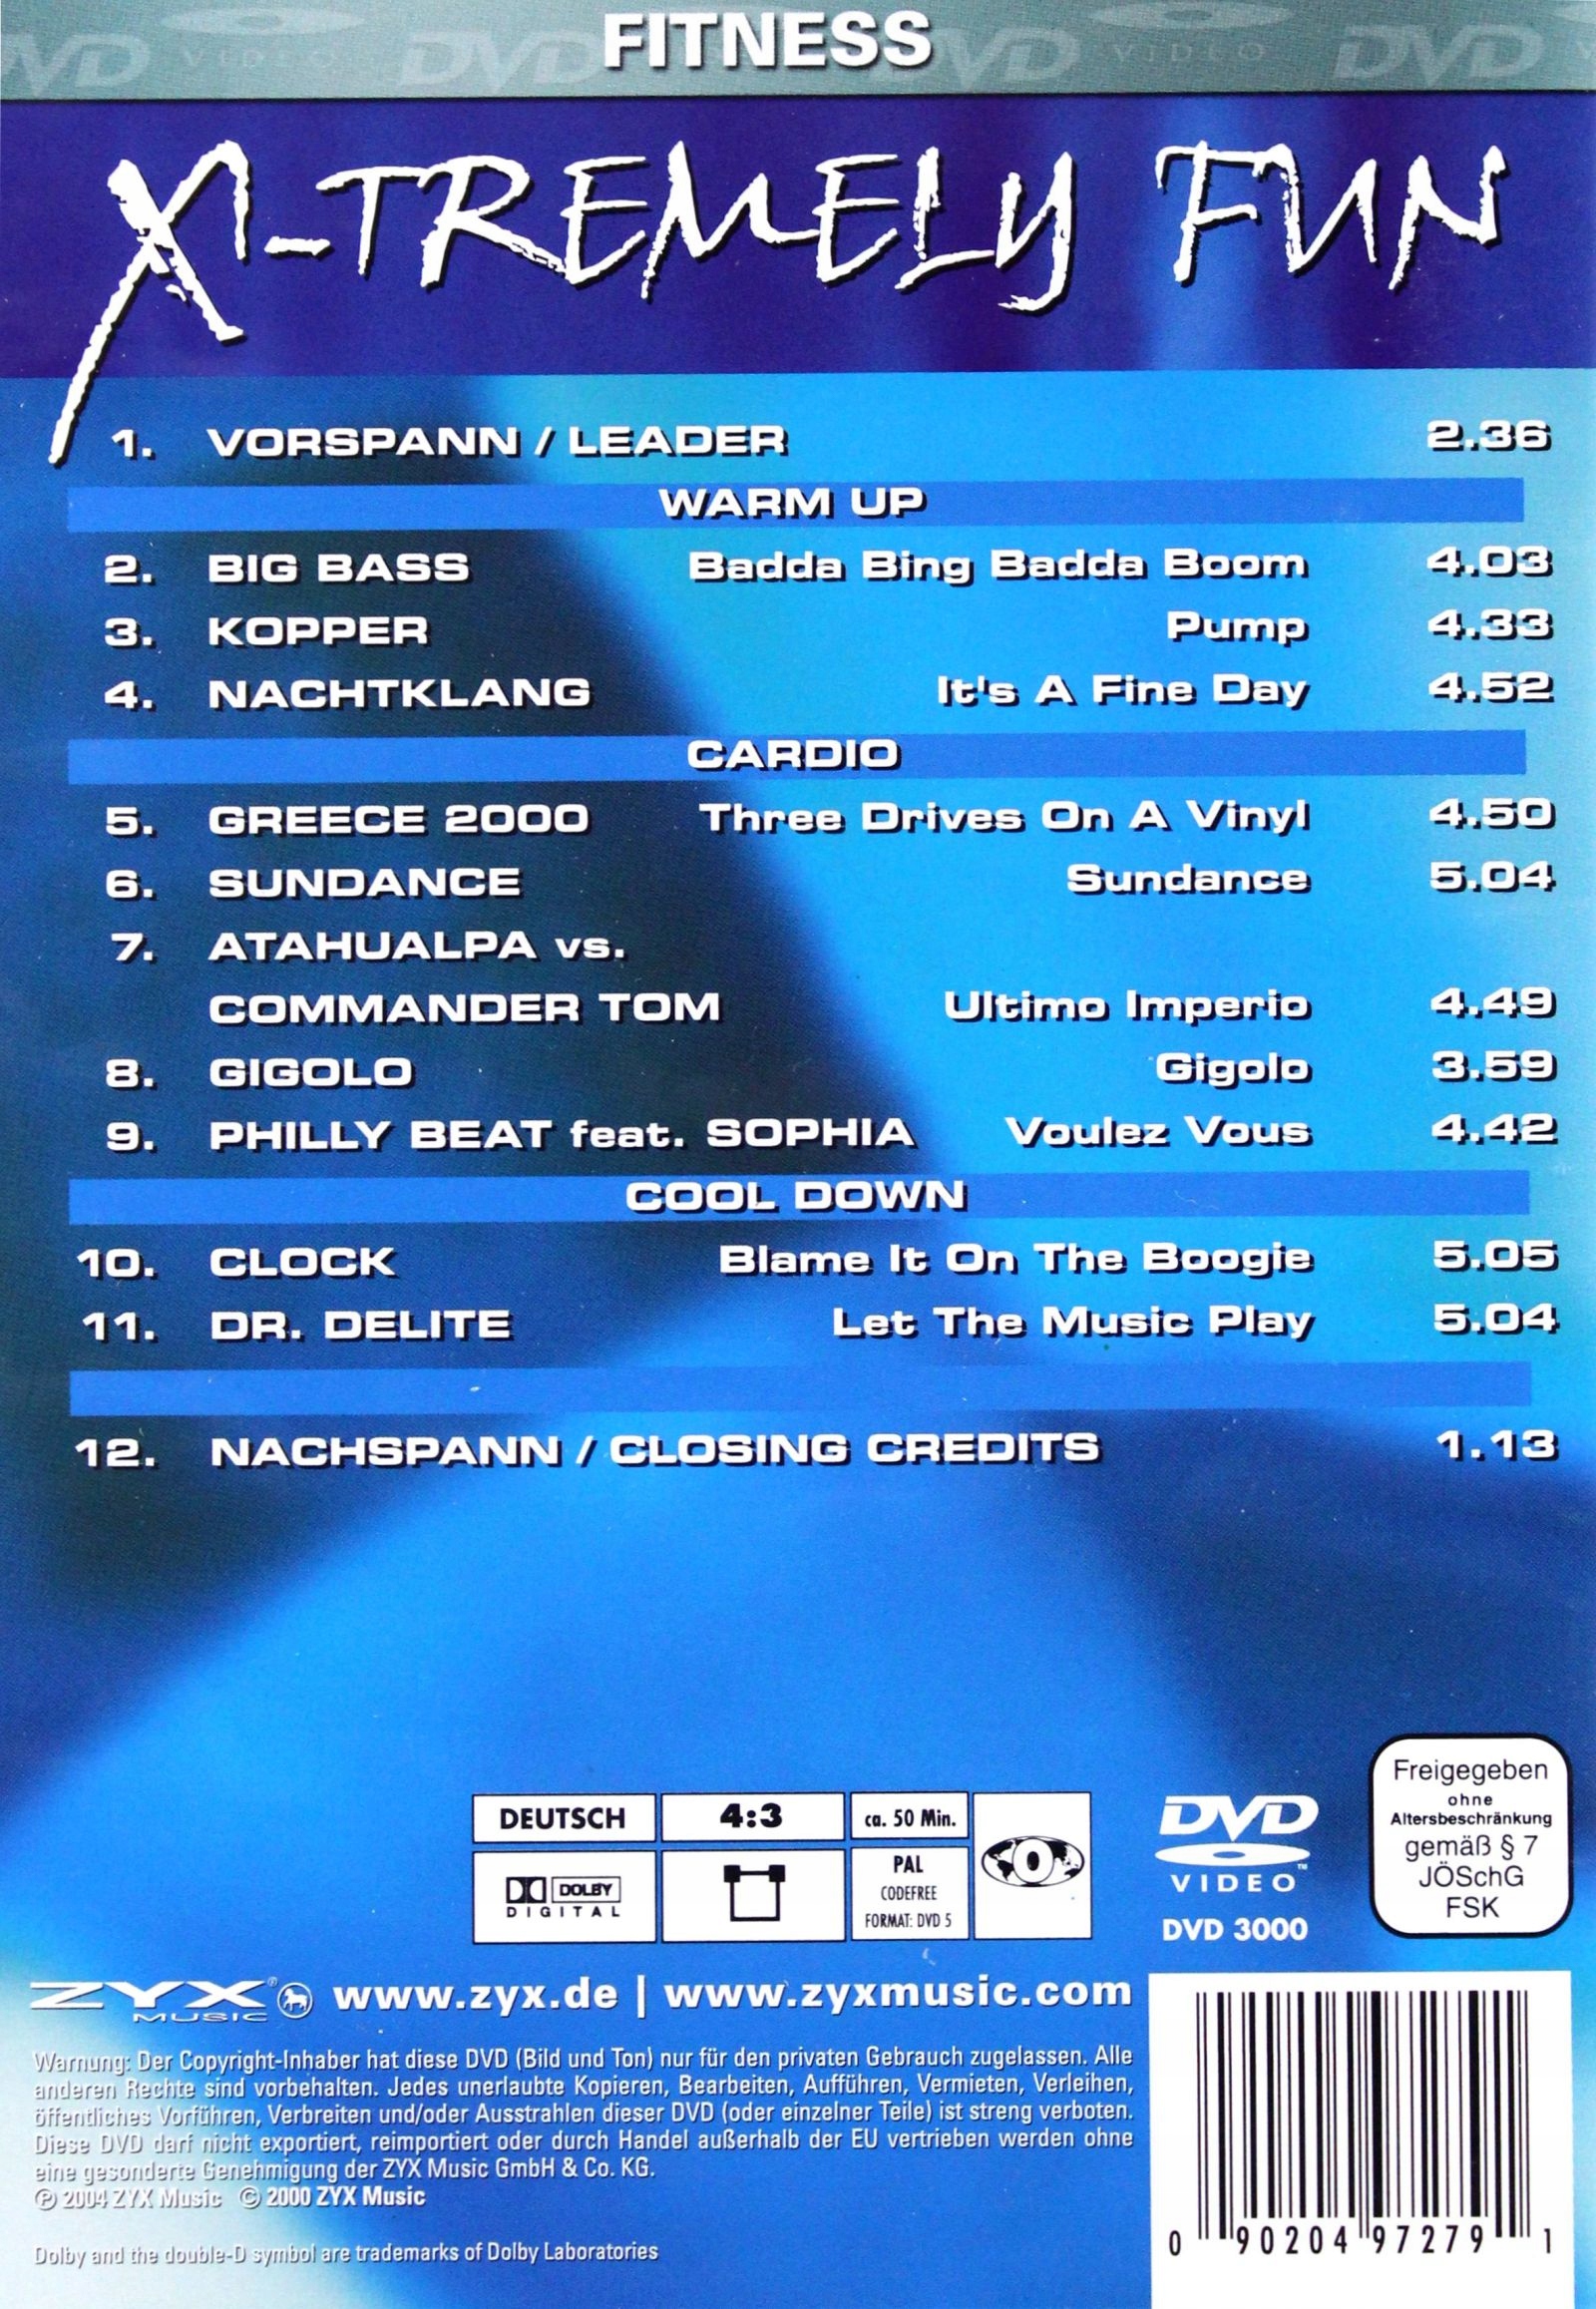 FITNESS
X-TREMELY FUN
1. VORSPANN / LEADER 2.36
WARM UP
2. BIG BASS Badda Bing Badda Boom 4.03
3. KOPPER Pump 4.33
4. NACHTKLANG It's A Fine Day 4.52
CARDIO
5. GREECE 2000 Three Drives On A Vinyl 4.50
6. SUNDANCE Sundance 5.04
7. ATAHUALPA vs.
COMMANDER TOM Ultimo Imperio 4.49
8. GIGOLO Gigolo 3.59
9. PHILLY BEAT feat. SOPHIA Voulez Vous 4.42
COOL DOWN
10. CLOCK Blame It On The Boogie 5.05
11. DR. DELITE Let The Music Play 5.04
12. NACHSPANN / CLOSING CREDITS 1.13
DEUTSCH 4:3 ca. 50 Min.
DOLBY
DIGITAL
PAL
CODEFREE
FORMAT: DVD 5
DVD
VIDEO™
DVD 3000
Freigegeben
ohne
Altersbeschränkung
gemäß § 7
JÖSchG
FSK
ZYX®
MUSIC
www.zyx.de | www.zyxmusic.com
Warnung: Der Copyright-Inhaber hat diese DVD (Bild und Ton) nur für den privaten Gebrauch zugelassen. Alle
anderen Rechte sind vorbehalten. Jedes unerlaubte Kopieren, Bearbeiten, Aufführen, Vermieten, Verleihen,
öffentliches Vorführen, Verbreiten und/oder Ausstrahlen dieser DVD (oder einzelner Teile) ist streng verboten.
Diese DVD darf nicht exportiert, reimportiert oder durch Handel außerhalb der EU vertrieben werden ohne
eine gesonderte Genehmigung der ZYX Music GmbH & Co. KG.
℗ 2004 ZYX Music © 2000 ZYX Music
Dolby and the double-D symbol are trademarks of Dolby Laboratories
0 90204 97279 1